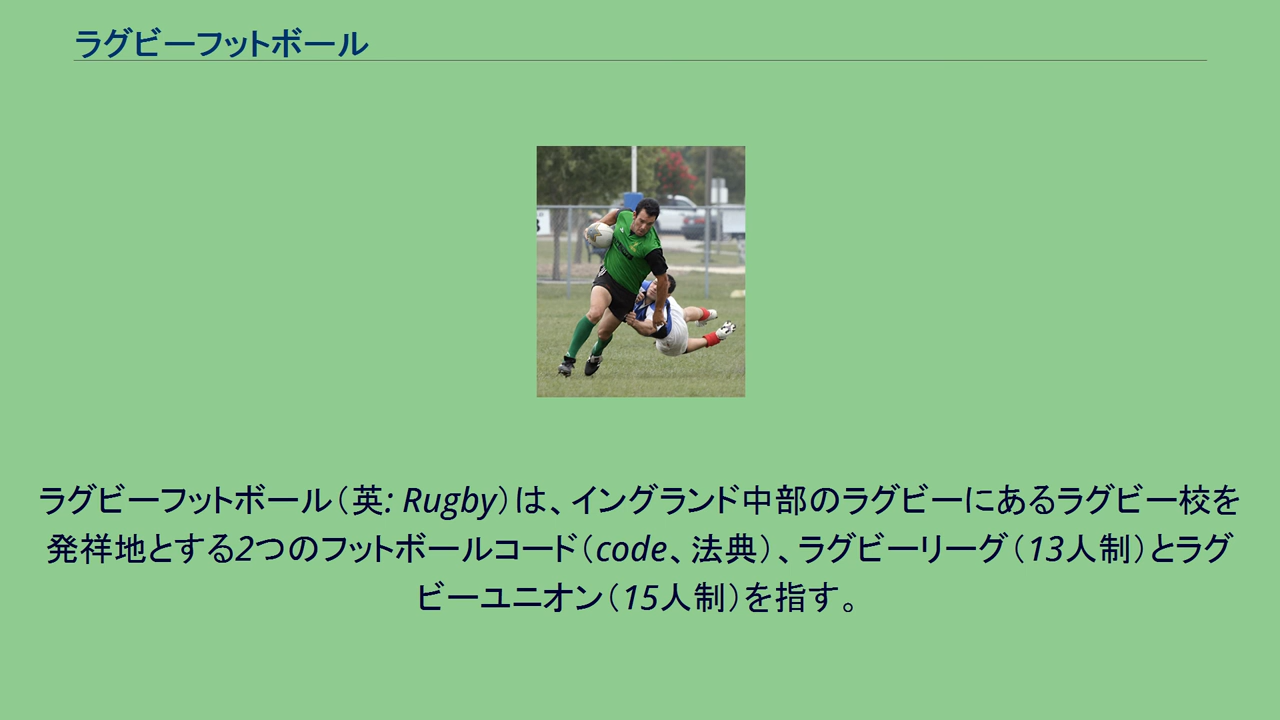 ラグビーフットボール
ラグビーフットボール（英: Rugby）は、イングランド中部のラグビーにあるラグビー校を
発祥地とする2つのフットボールコード（code、法典）、ラグビーリーグ（13人制）とラグ
ビーユニオン（15人制）を指す。